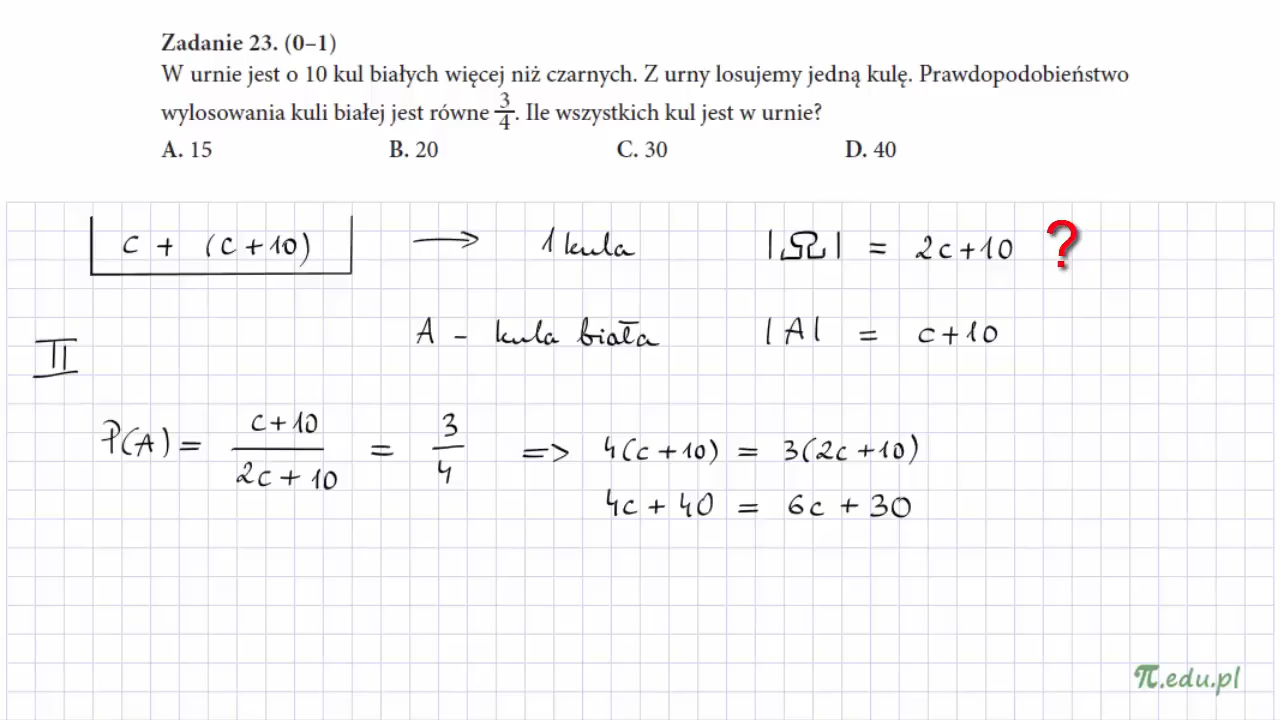 Zadanie 23. (0–1)
W urnie jest o 10 kul białych więcej niż czarnych. Z urny losujemy jedną kulę. Prawdopodobieństwo
wylosowania kuli białej jest równe 3/4. Ile wszystkich kul jest w urnie?
A. 15 B. 20 C. 30 D. 40
c + (c+10) → 1 kula |Ω| = 2c+10 ?
A - kula biała |A| = c+10
II
P(A) = (c+10)/(2c+10) = 3/4 => 4(c+10) = 3(2c+10)
4c + 40 = 6c + 30
π.edu.pl